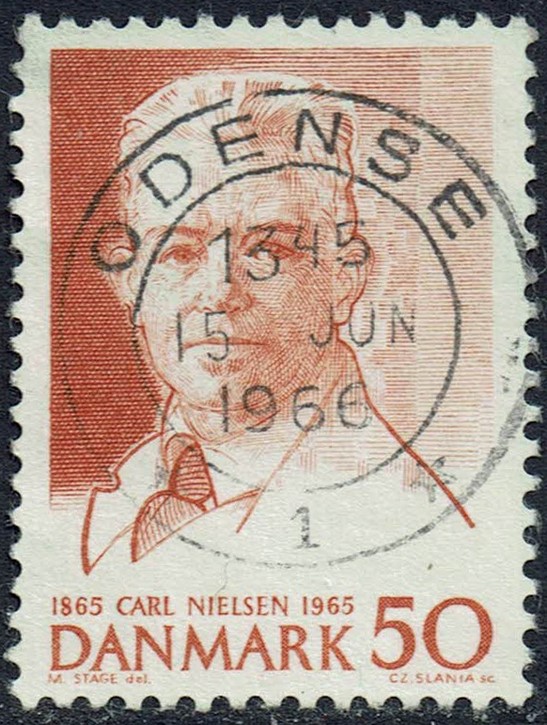 ODENSE
1345
15 JUN
1966
* 1 *
1865 CARL NIELSEN 1965
DANMARK 50
M. STAGE del. CZ. SLANIA sc.